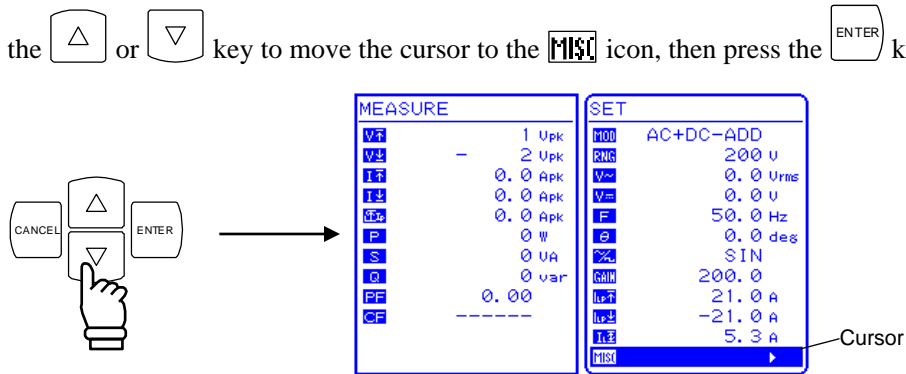 the △ or ▽ key to move the cursor to the MISC icon, then press the ENTER k
CANCEL
△
▽
ENTER
MEASURE
V↑ 1 Vpk
V↓ - 2 Vpk
I↑ 0.0 Apk
I↓ 0.0 Apk
0.0 Apk
P 0 W
S 0 VA
Q 0 var
PF 0.00
CF ------
SET
MOD AC+DC-ADD
RNG 200 V
V~ 0.0 Vrms
V= 0.0 V
F 50.0 Hz
θ 0.0 deg
SIN
GAIN 200.0
ILP↑ 21.0 A
ILP↓ -21.0 A
5.3 A
MISC ▶
Cursor